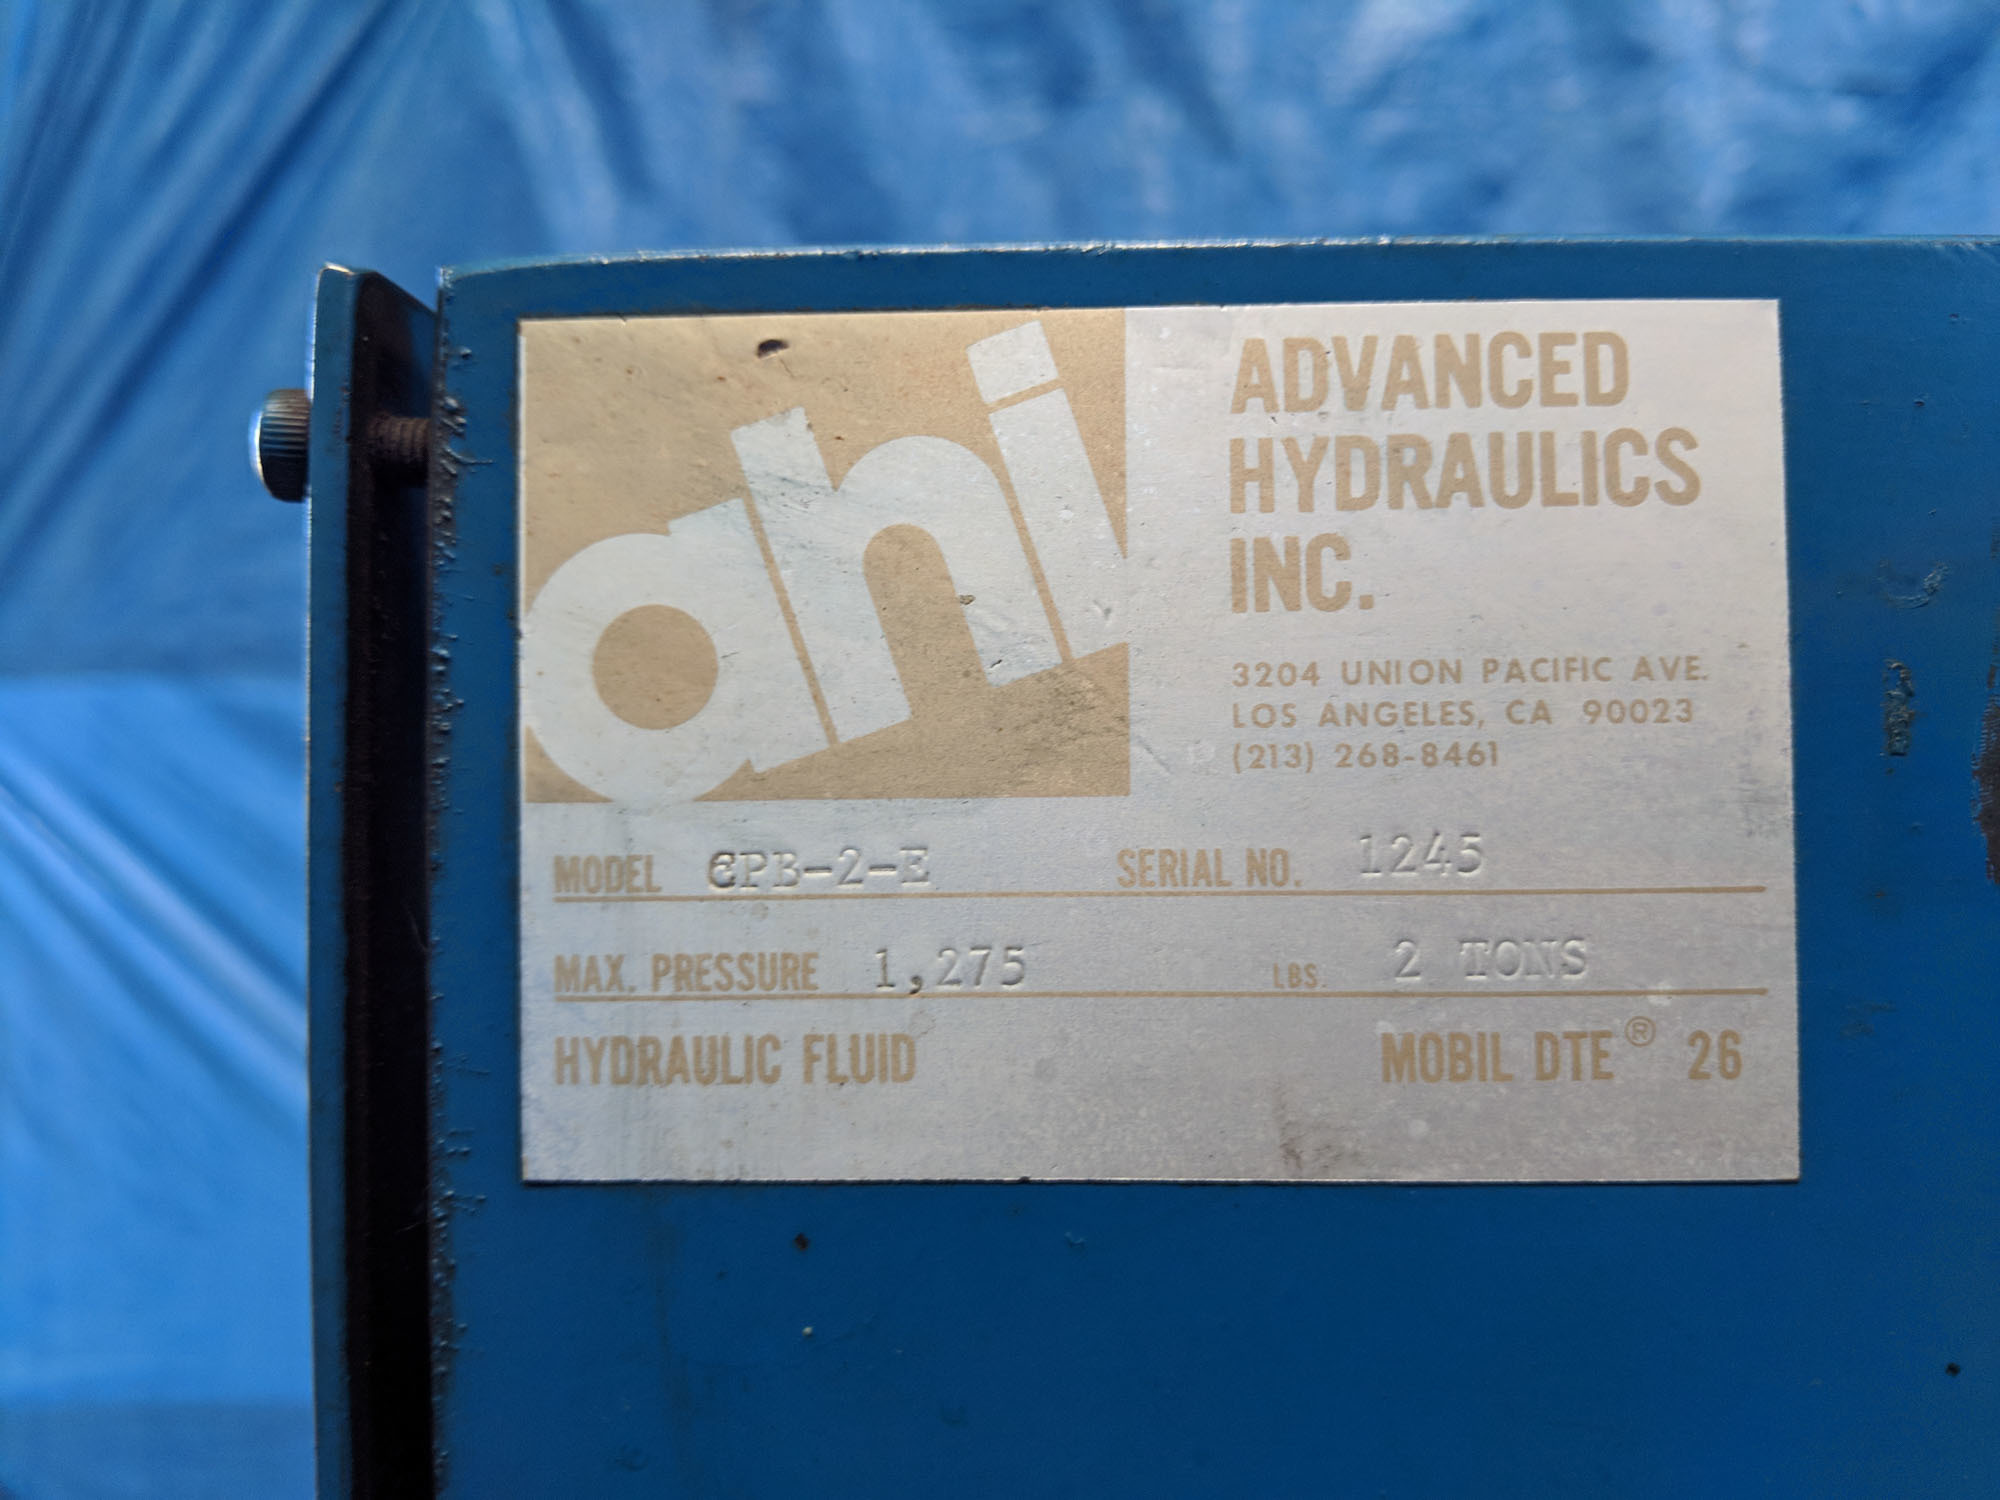 ahi
ADVANCED
HYDRAULICS
INC.
3204 UNION PACIFIC AVE.
LOS ANGELES, CA 90023
(213) 268-8461
MODEL CPB-2-E SERIAL NO. 1245
MAX. PRESSURE 1,275 LBS. 2 TONS
HYDRAULIC FLUID MOBIL DTE® 26